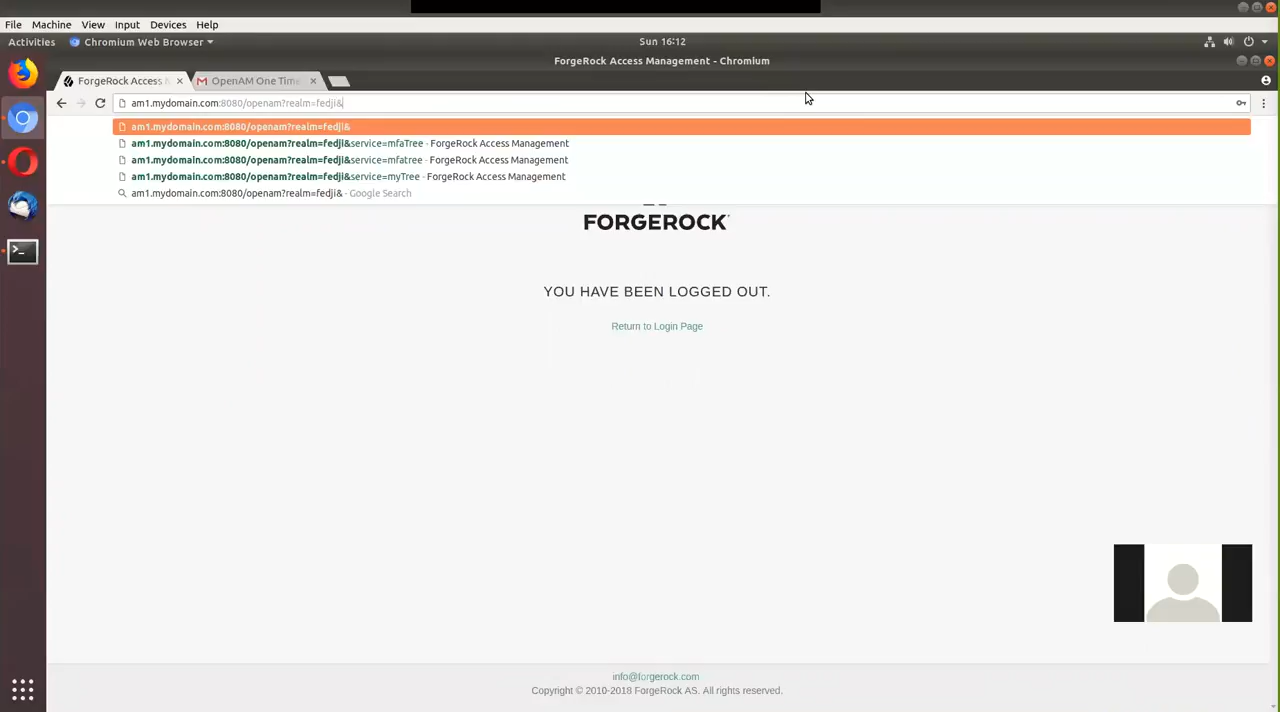 File Machine View Input Devices Help
Activities Chromium Web Browser Sun 16:12
ForgeRock Access Management - Chromium
ForgeRock Access M OpenAM One Time
am1.mydomain.com:8080/openam?realm=fedji&
am1.mydomain.com:8080/openam?realm=fedji&
am1.mydomain.com:8080/openam?realm=fedji&service=mfaTree - ForgeRock Access Management
am1.mydomain.com:8080/openam?realm=fedji&service=mfatree - ForgeRock Access Management
am1.mydomain.com:8080/openam?realm=fedji&service=myTree - ForgeRock Access Management
am1.mydomain.com:8080/openam?realm=fedji& - Google Search
FORGEROCK
YOU HAVE BEEN LOGGED OUT.
Return to Login Page
info@forgerock.com
Copyright © 2010-2018 ForgeRock AS. All rights reserved.